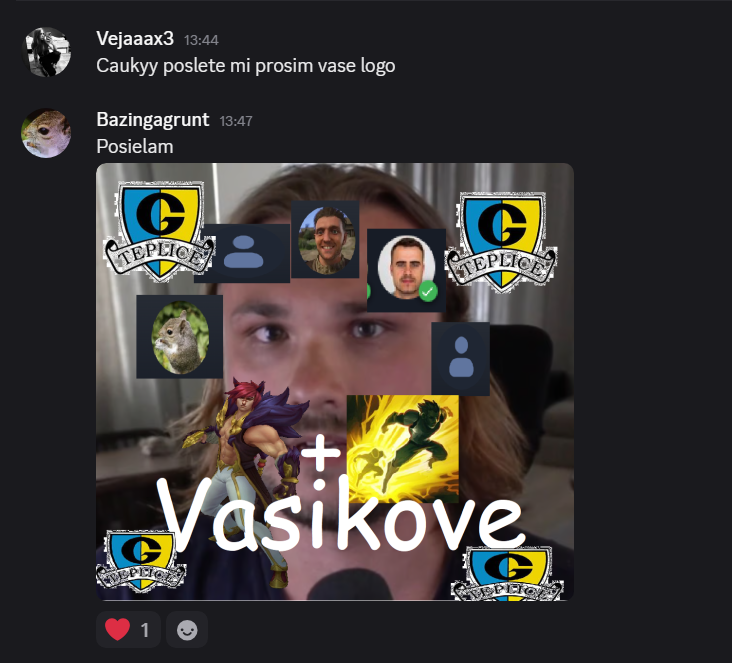 Vejaaax3 13:44
Caukyy poslete mi prosim vase logo
Bazingagrunt 13:47
Posielam
G
TEPLICE
G
TEPLICE
+
Vasikove
G
TEPLICE
G
TEPLICE
1